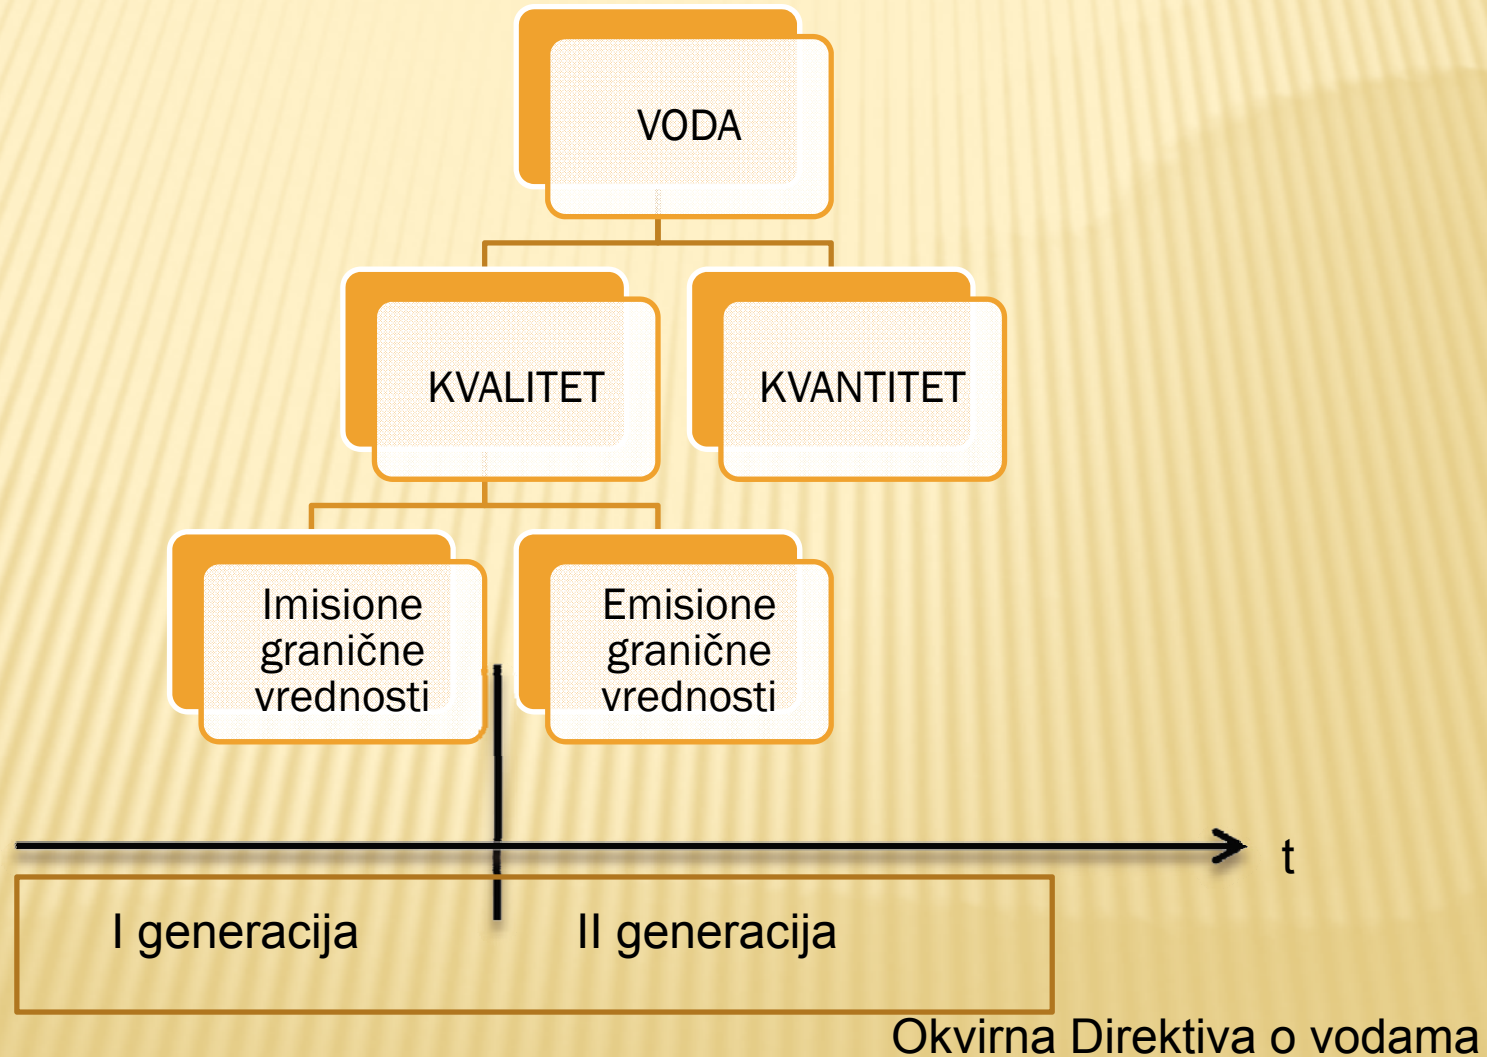 VODA
KVALITET
KVANTITET
Imisione
granične
vrednosti
Emisione
granične
vrednosti
t
I generacija
II generacija
Okvirna Direktiva o vodama